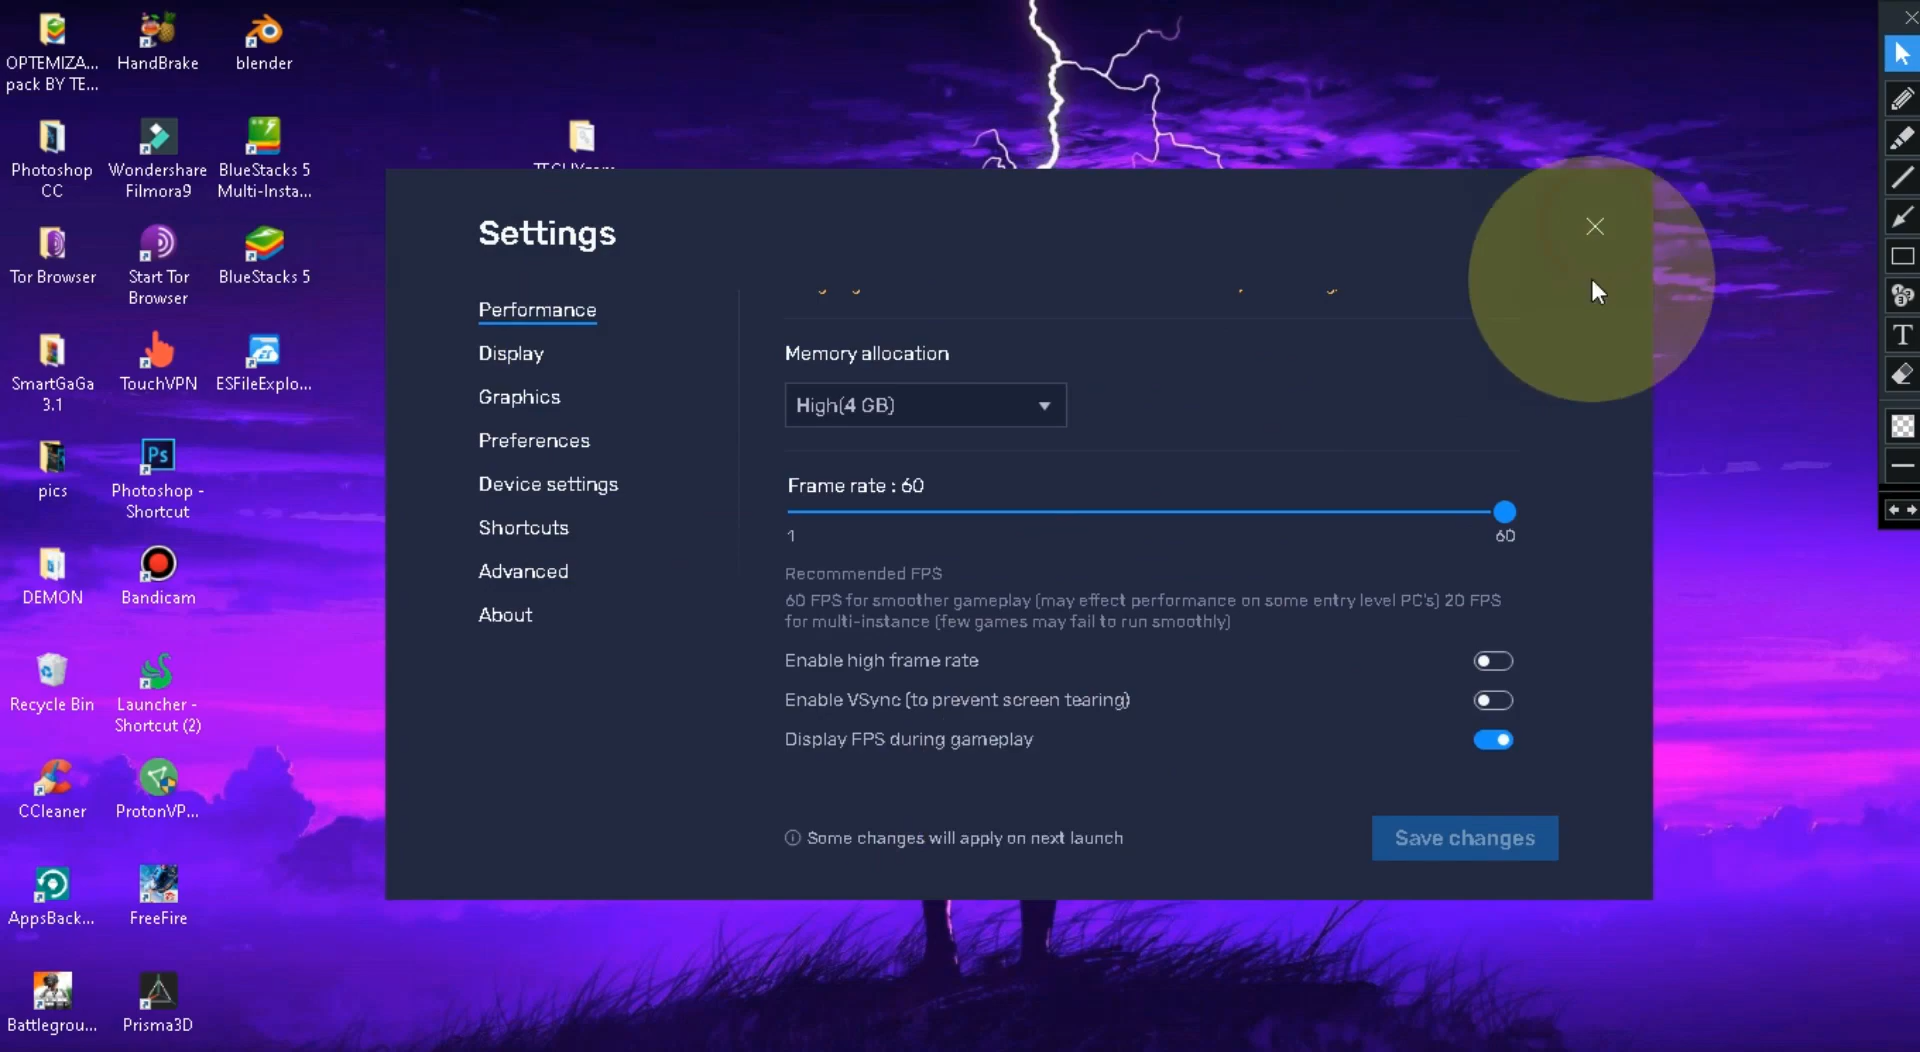 OPTEMIZA...
pack BY TE...
HandBrake
blender
Photoshop
CC
Wondershare
Filmora9
BlueStacks 5
Multi-Insta...
Tor Browser
Start Tor
Browser
BlueStacks 5
SmartGaGa
3.1
TouchVPN
ESFileExplo...
pics
Ps
Photoshop -
Shortcut
DEMON
Bandicam
Recycle Bin
Launcher -
Shortcut (2)
CCleaner
ProtonVP...
AppsBack...
FreeFire
Battlegrou...
Prisma3D
Settings
Performance
Display
Graphics
Preferences
Device settings
Shortcuts
Advanced
About
Memory allocation
High(4 GB)
Frame rate : 60
1
60
Recommended FPS
60 FPS for smoother gameplay (may effect performance on some entry level PC's) 20 FPS
for multi-instance (few games may fail to run smoothly)
Enable high frame rate
Enable VSync (to prevent screen tearing)
Display FPS during gameplay
Some changes will apply on next launch
Save changes
T